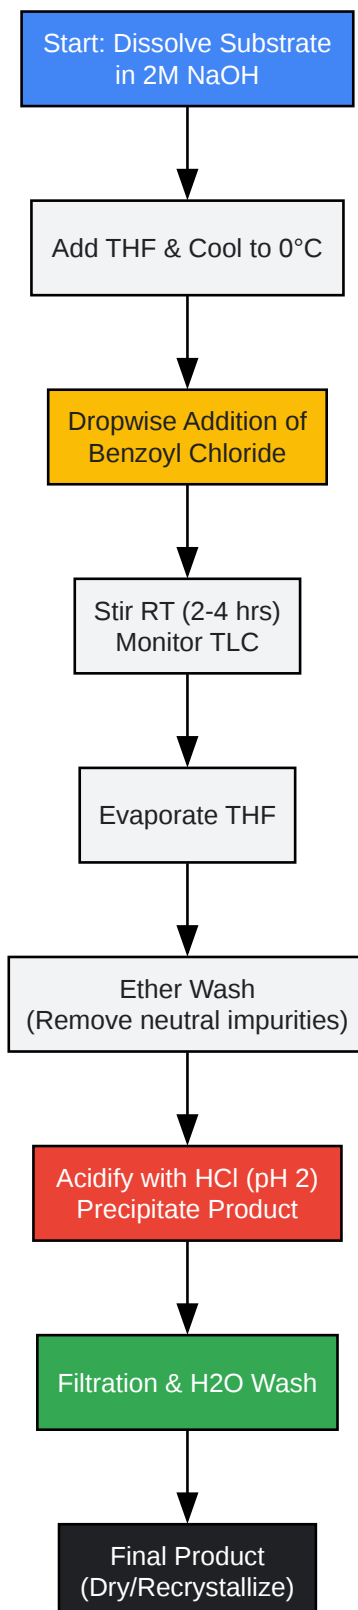 Start: Dissolve Substrate
in 2M NaOH
Add THF & Cool to 0°C
Dropwise Addition of
Benzoyl Chloride
Stir RT (2-4 hrs)
Monitor TLC
Evaporate THF
Ether Wash
(Remove neutral impurities)
Acidify with HCl (pH 2)
Precipitate Product
Filtration & H2O Wash
Final Product
(Dry/Recrystallize)